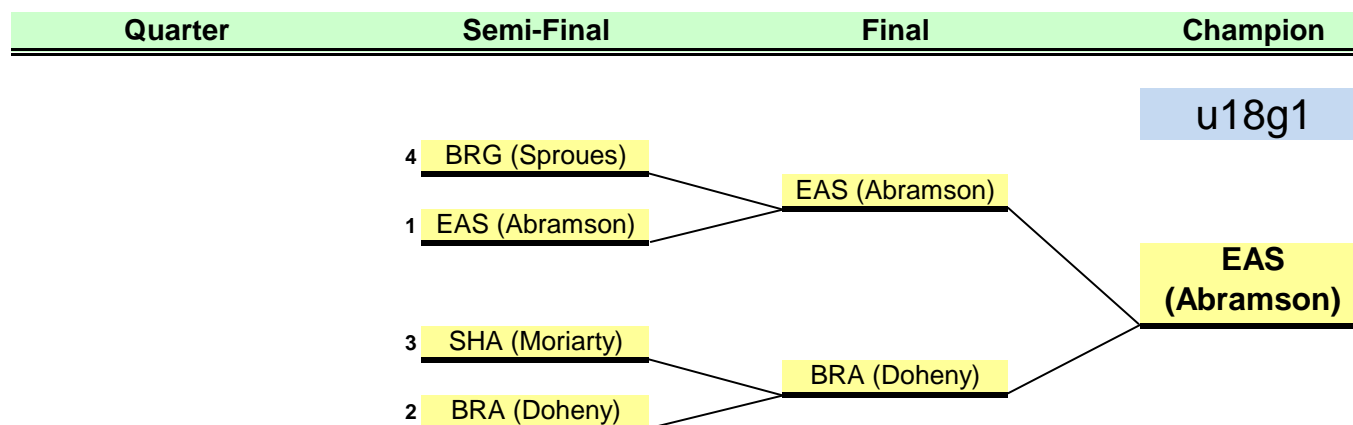 Quarter Semi-Final Final Champion
u18g1
4 BRG (Sproues)
EAS (Abramson)
1 EAS (Abramson)
EAS
(Abramson)
3 SHA (Moriarty)
BRA (Doheny)
2 BRA (Doheny)